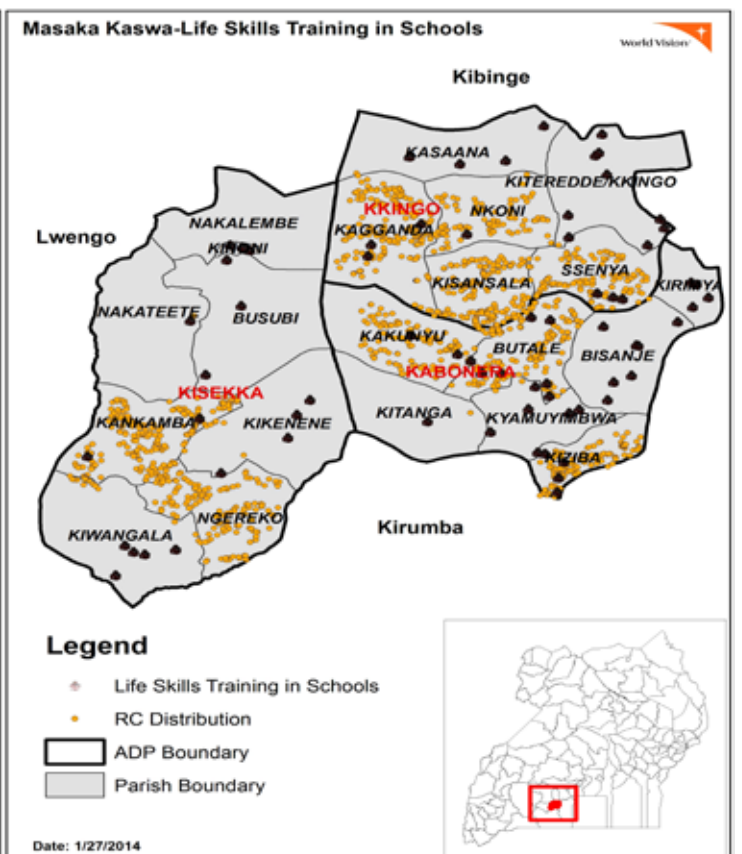 Masaka Kaswa-Life Skills Training in Schools
World Vision
Kibinge
KASAANA
KITEREDDE/KKINGO
KKINGO
NKONI
NAKALEMBE
KAGGANDA
Lwengo
KINONI
SSENYA
KISANSALA
KIRIMYA
NAKATEETE
BUSUBI
KAKUNYU
BUTALE
BISANJE
KABONERA
KISEKKA
KITANGA
KANKAMBA
KIKENENE
KYAMUYIMBWA
KIZIBA
NGEREKO
Kirumba
KIWANGALA
Legend
Life Skills Training in Schools
RC Distribution
ADP Boundary
Parish Boundary
Date: 1/27/2014